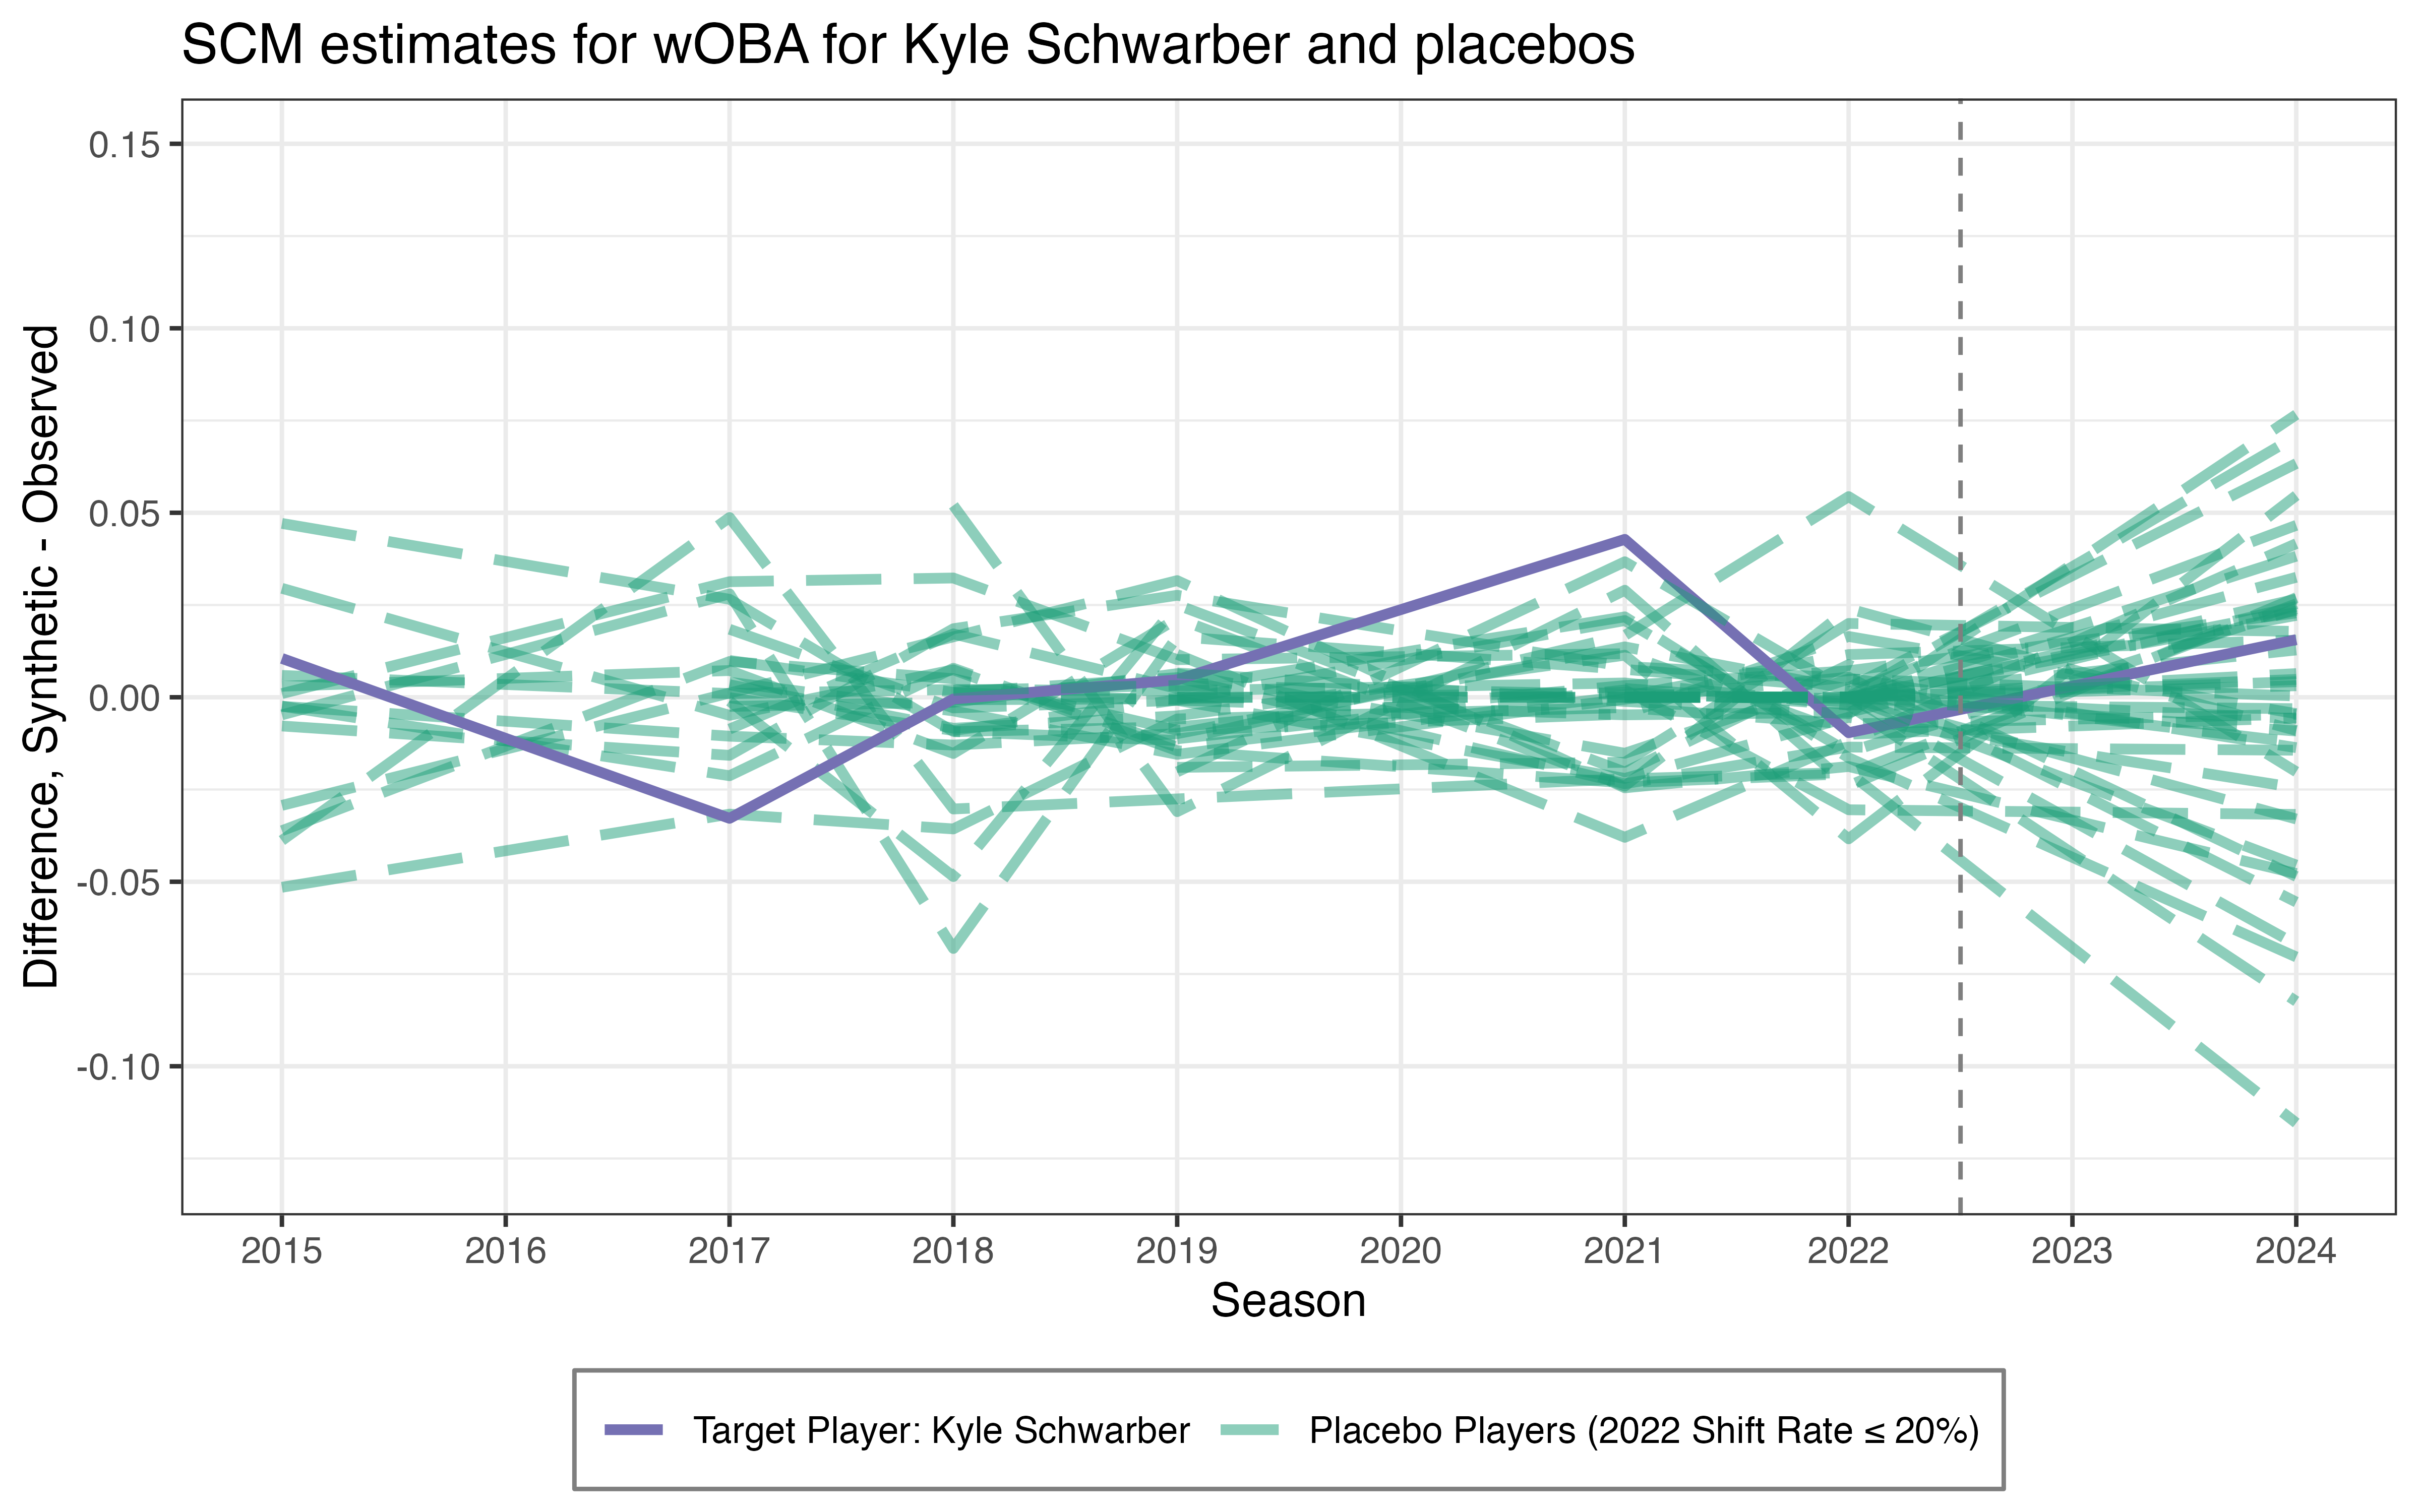 SCM estimates for wOBA for Kyle Schwarber and placebos
Difference, Synthetic - Observed
0.15
0.10
0.05
0.00
-0.05
-0.10
2015 2016 2017 2018 2019 2020 2021 2022 2023 2024
Season
Target Player: Kyle Schwarber Placebo Players (2022 Shift Rate ≤ 20%)